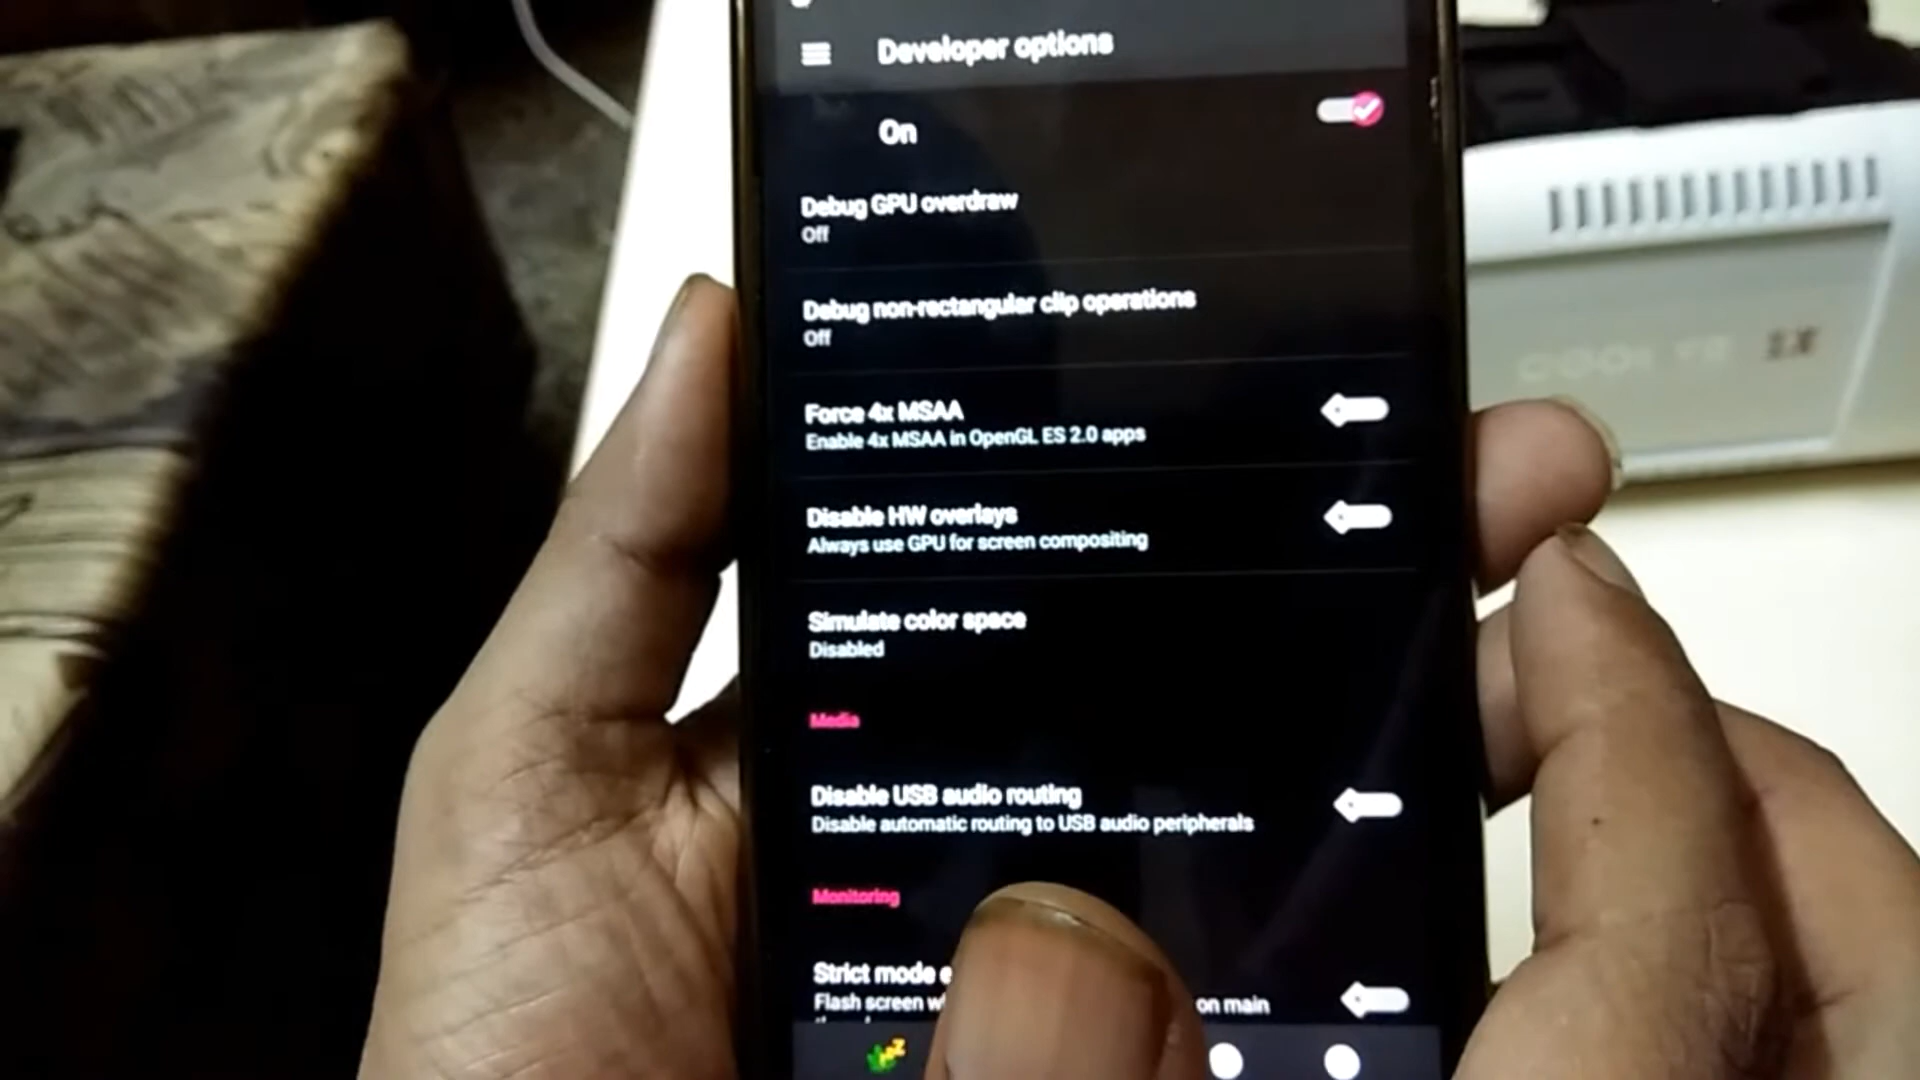 Developer options
On
Debug GPU overdraw
Off
Debug non-rectangular clip operations
Off
Force 4x MSAA
Enable 4x MSAA in OpenGL ES 2.0 apps
Disable HW overlays
Always use GPU for screen compositing
Simulate color space
Disabled
Media
Disable USB audio routing
Disable automatic routing to USB audio peripherals
Monitoring
Strict mode
Flash screen on main